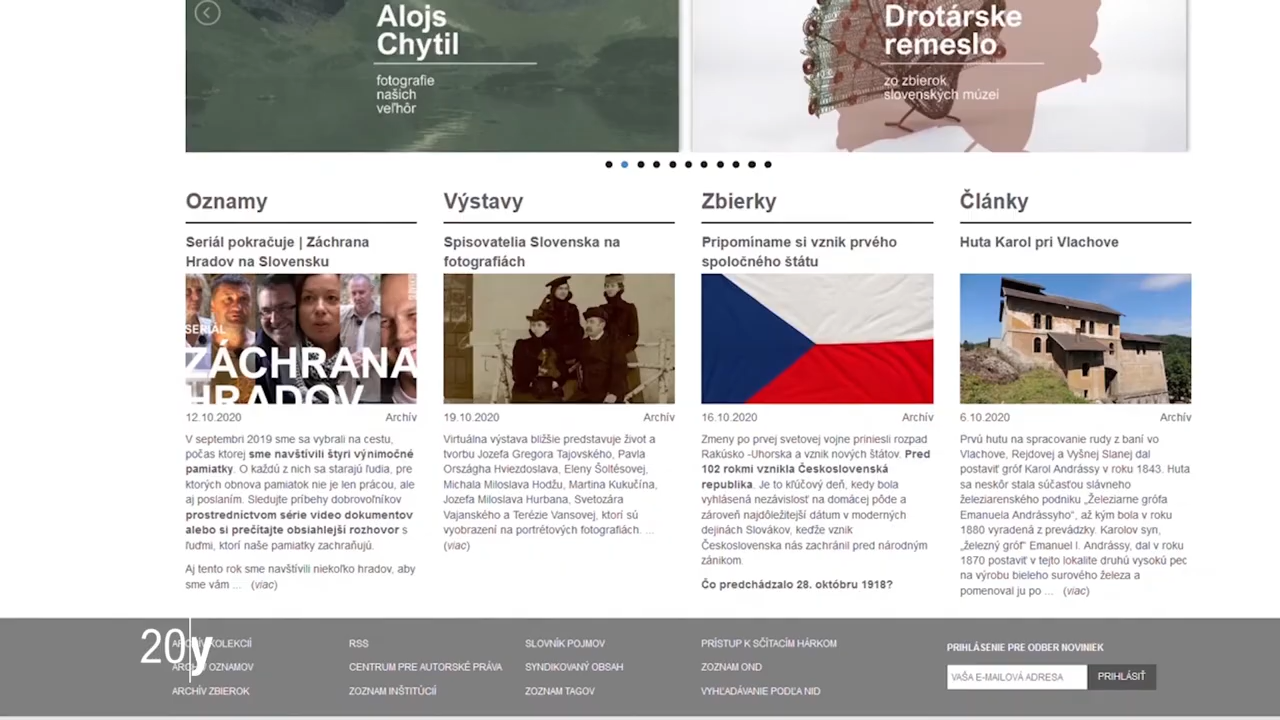 Alojs
Chytil
fotografie
našich
veľhôr
Drotárske
remeslo
zo zbierok
slovenských múzeí
Oznamy
Seriál pokračuje | Záchrana
Hradov na Slovensku
SERIÁL
ZÁCHRANA
HRADOV
12.10.2020 Archív
V septembri 2019 sme sa vybrali na cestu,
počas ktorej sme navštívili štyri výnimočné
pamiatky. O každú z nich sa starajú ľudia, pre
ktorých obnova pamiatok nie je len prácou, ale
aj poslaním. Sledujte príbehy dobrovoľníkov
prostredníctvom série video dokumentov
alebo si prečítajte obsiahlejší rozhovor s
ľuďmi, ktorí naše pamiatky zachraňujú.
Aj tento rok sme navštívili niekoľko hradov, aby
sme vám ... (viac)
Výstavy
Spisovatelia Slovenska na
fotografiách
19.10.2020 Archív
Virtuálna výstava bližšie predstavuje život a
tvorbu Jozefa Gregora Tajovského, Pavla
Országha Hviezdoslava, Eleny Šoltésovej,
Michala Miloslava Hodžu, Martina Kukučína,
Jozefa Miloslava Hurbana, Svetozára
Vajanského a Terézie Vansovej, ktorí sú
vyobrazení na portrétových fotografiách. ...
(viac)
Zbierky
Pripomíname si vznik prvého
spoločného štátu
16.10.2020 Archív
Zmeny po prvej svetovej vojne priniesli rozpad
Rakúsko -Uhorska a vznik nových štátov. Pred
102 rokmi vznikla Československá
republika. Je to kľúčový deň, kedy bola
vyhlásená nezávislosť na domácej pôde a
zároveň najdôležitejší dátum v moderných
dejinách Slovákov, keďže vznik
Československa nás zachránil pred národným
zánikom.
Čo predchádzalo 28. októbru 1918?
Články
Huta Karol pri Vlachove
6.10.2020 Archív
Prvú hutu na spracovanie rudy z baní vo
Vlachove, Rejdovej a Vyšnej Slanej dal
postaviť gróf Karol Andrássy v roku 1843. Huta
sa neskôr stala súčasťou slávneho
železiarenského podniku „Železiarne grófa
Emanuela Andrássyho“, až kým bola v roku
1880 vyradená z prevádzky. Karolov syn,
„železný gróf“ Emanuel I. Andrássy, dal v roku
1870 postaviť v tejto lokalite druhú vysokú pec
na výrobu bieleho surového železa a
pomenoval ju po ... (viac)
20y
ARCHÍV KOLEKCIÍ
ARCHÍV OZNAMOV
ARCHÍV ZBIEROK
RSS
CENTRUM PRE AUTORSKÉ PRÁVA
ZOZNAM INŠTITÚCIÍ
SLOVNÍK POJMOV
SYNDIKOVANÝ OBSAH
ZOZNAM TAGOV
PRÍSTUP K SČÍTACÍM HÁRKOM
ZOZNAM OND
VYHĽADÁVANIE PODĽA NID
PRIHLÁSENIE PRE ODBER NOVINIEK
VAŠA E-MAILOVÁ ADRESA PRIHLÁSIŤ